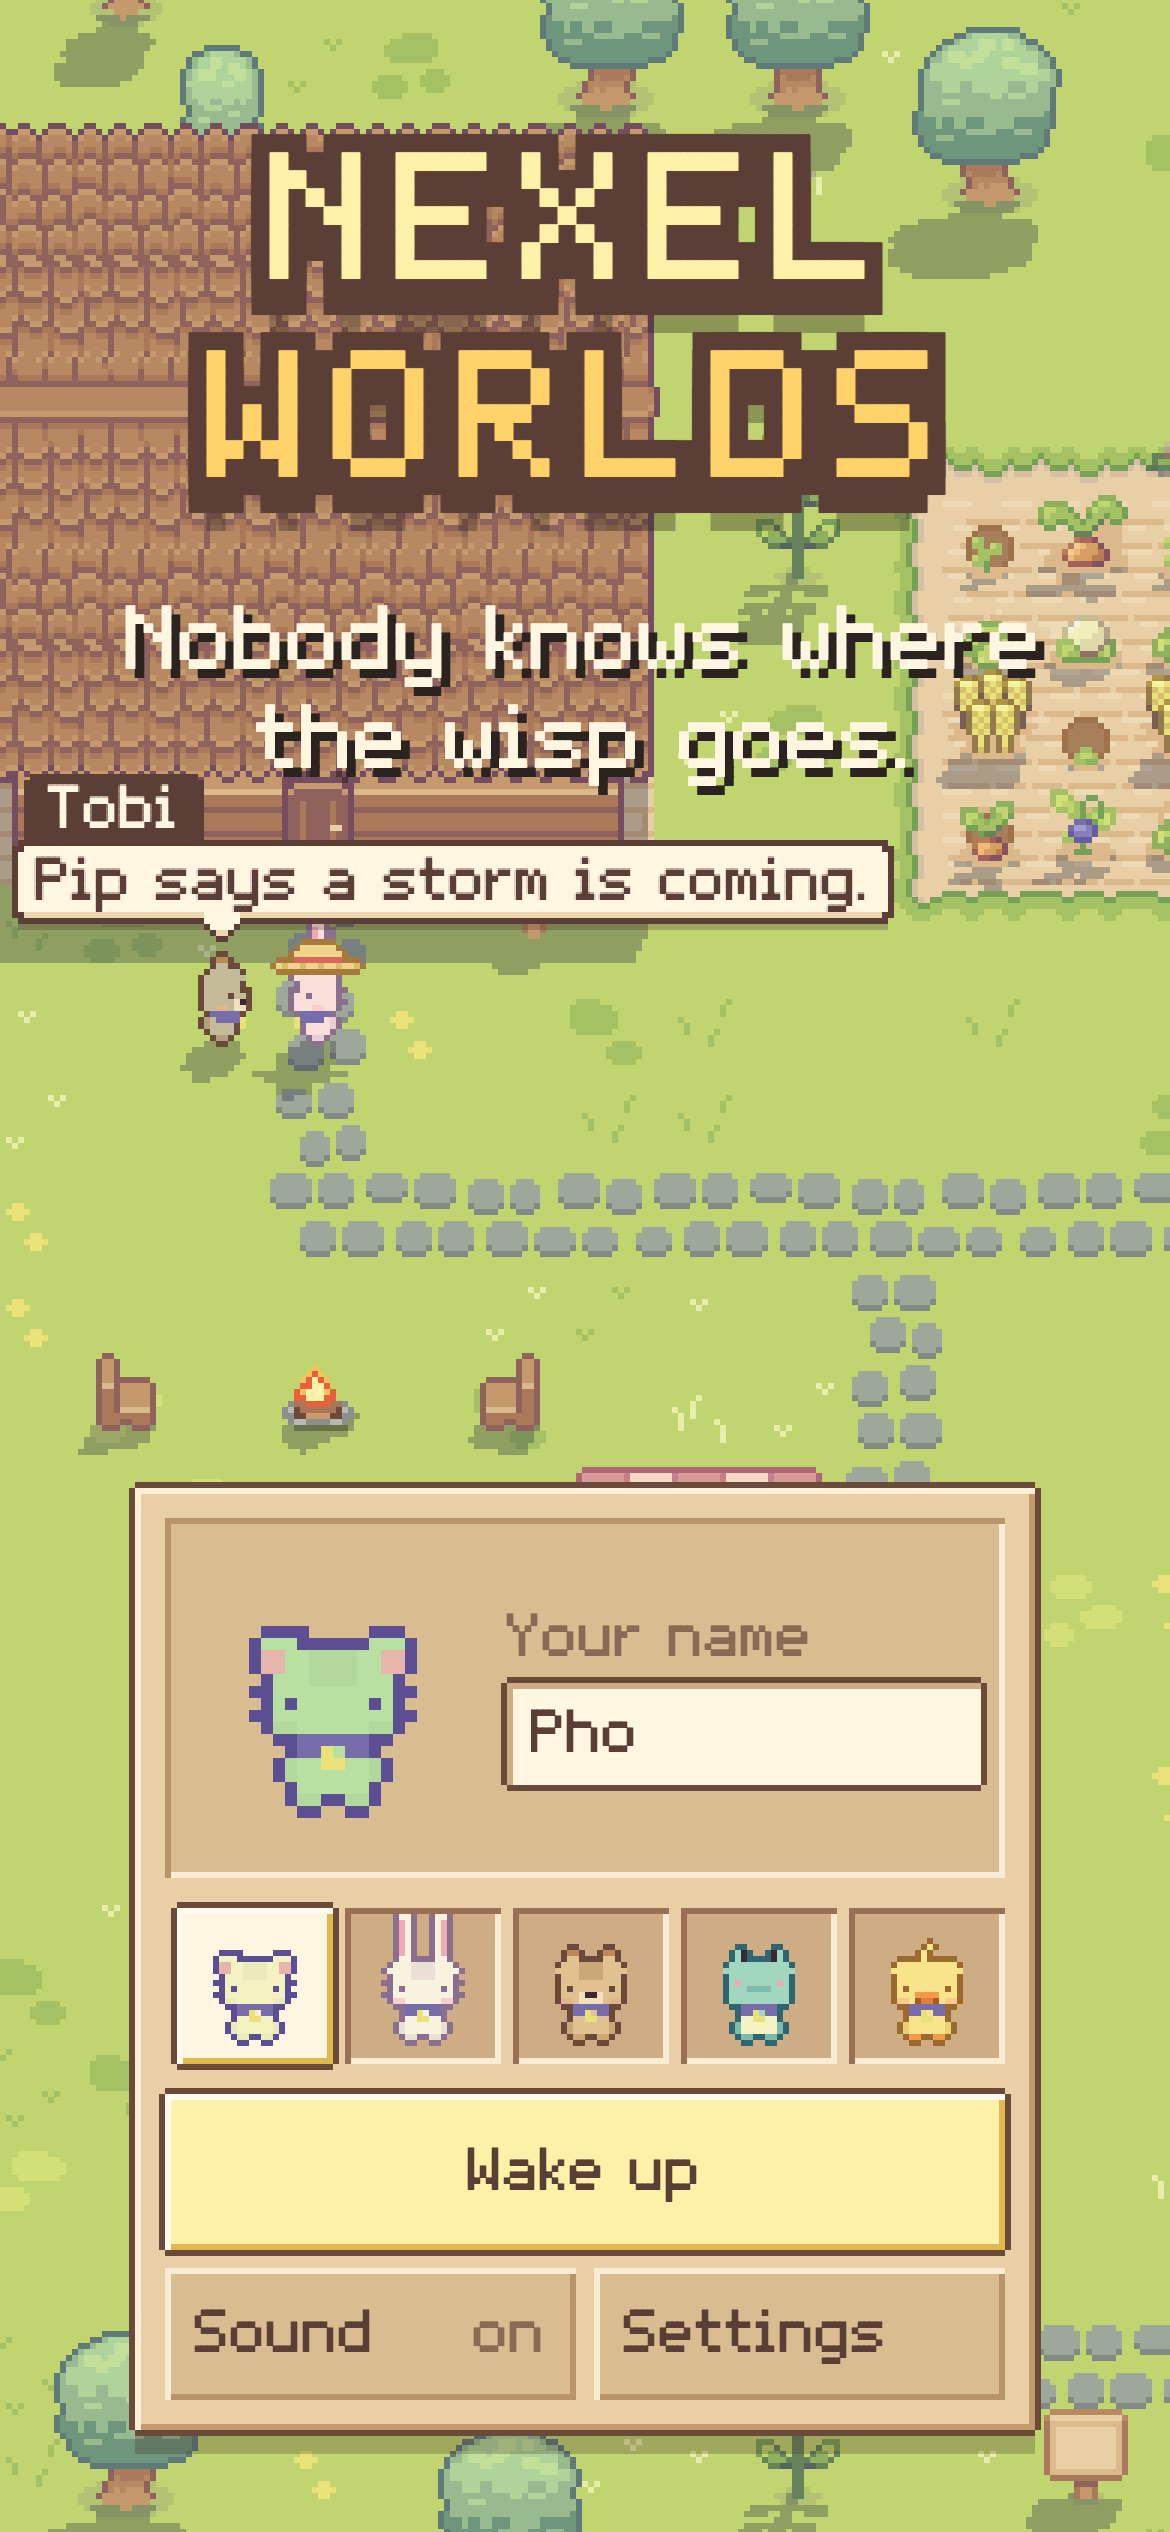 NEXEL
WORLDS
Nobody knows where
the wisp goes.
Tobi
Pip says a storm is coming.
Your name
Pho
Wake up
Sound on
Settings